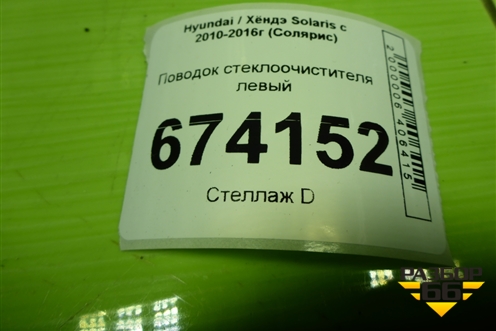 Hyundai / Хёндэ Solaris с
2010-2016г (Солярис)
Поводок стеклоочистителя
левый
674152
Стеллаж D
2000006406415
РАЗБОР
66